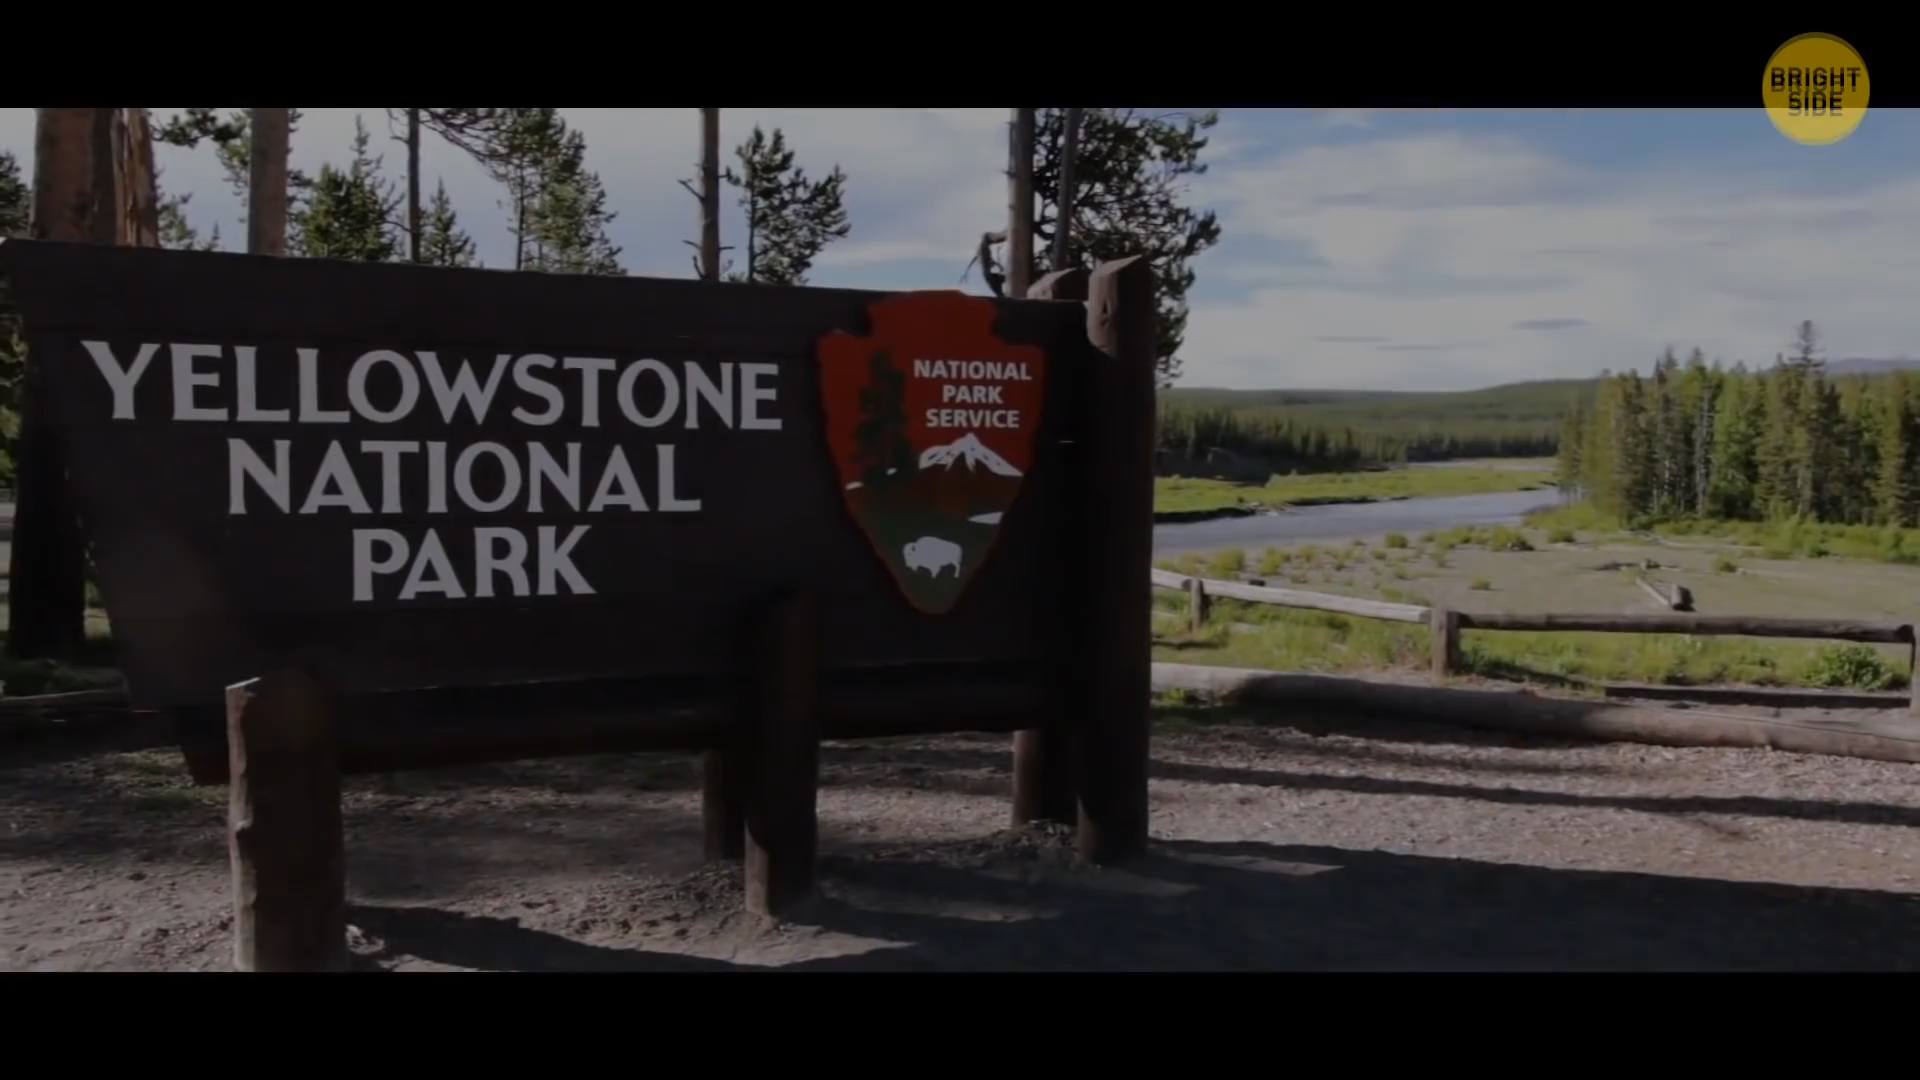 BRIGHT
SIDE
YELLOWSTONE
NATIONAL
PARK
NATIONAL
PARK
SERVICE